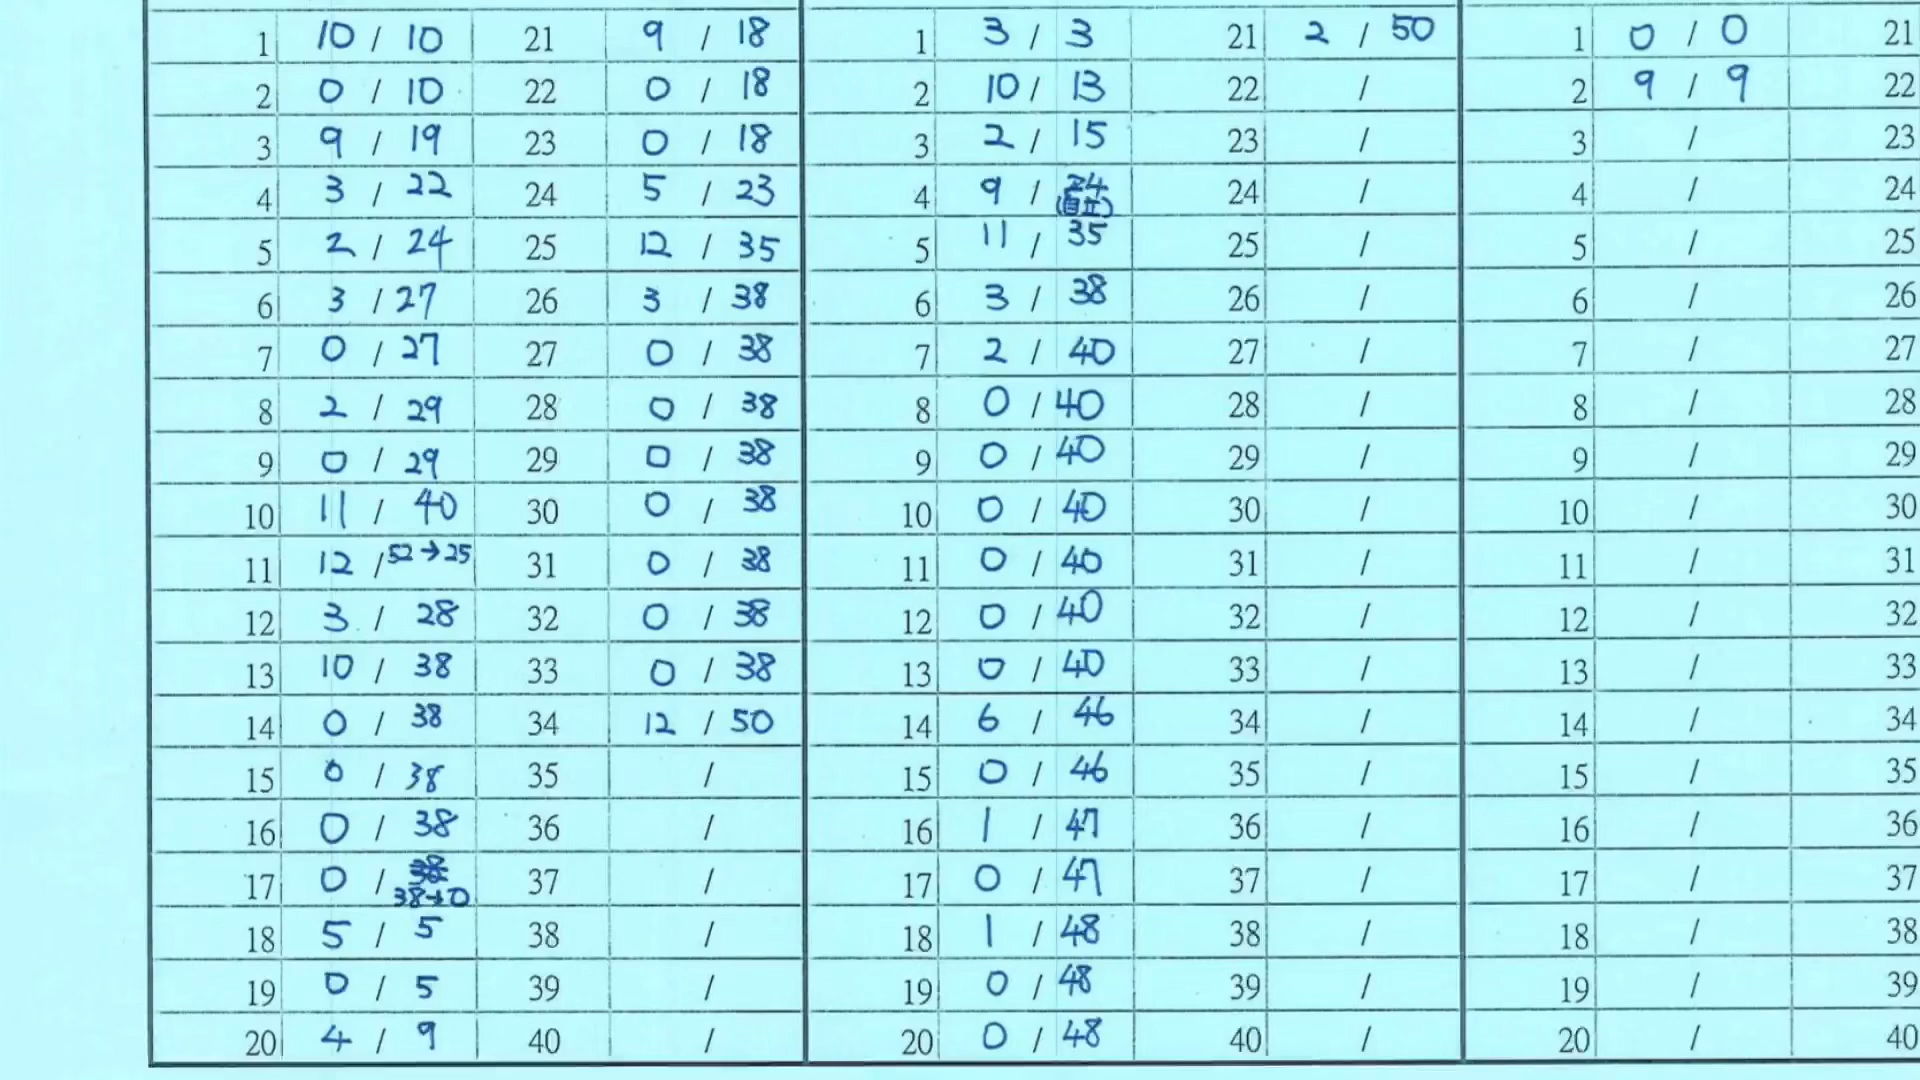 1 10 / 10 21 9 / 18 1 3 / 3 21 2 / 50 1 0 / 0 21
2 0 / 10 22 0 / 18 2 10 / 13 22 / 2 9 / 9 22
3 9 / 19 23 0 / 18 3 2 / 15 23 / 3 / 23
4 3 / 22 24 5 / 23 4 9 / 24 (直立) 24 / 4 / 24
5 2 / 24 25 12 / 35 5 11 / 35 25 / 5 / 25
6 3 / 27 26 3 / 38 6 3 / 38 26 / 6 / 26
7 0 / 27 27 0 / 38 7 2 / 40 27 / 7 / 27
8 2 / 29 28 0 / 38 8 0 / 40 28 / 8 / 28
9 0 / 29 29 0 / 38 9 0 / 40 29 / 9 / 29
10 11 / 40 30 0 / 38 10 0 / 40 30 / 10 / 30
11 12 / 52→25 31 0 / 38 11 0 / 40 31 / 11 / 31
12 3 / 28 32 0 / 38 12 0 / 40 32 / 12 / 32
13 10 / 38 33 0 / 38 13 0 / 40 33 / 13 / 33
14 0 / 38 34 12 / 50 14 6 / 46 34 / 14 / 34
15 0 / 38 35 / 15 0 / 46 35 / 15 / 35
16 0 / 38 36 / 16 1 / 47 36 / 16 / 36
17 0 / 38→0 37 / 17 0 / 47 37 / 17 / 37
18 5 / 5 38 / 18 1 / 48 38 / 18 / 38
19 0 / 5 39 / 19 0 / 48 39 / 19 / 39
20 4 / 9 40 / 20 0 / 48 40 / 20 / 40